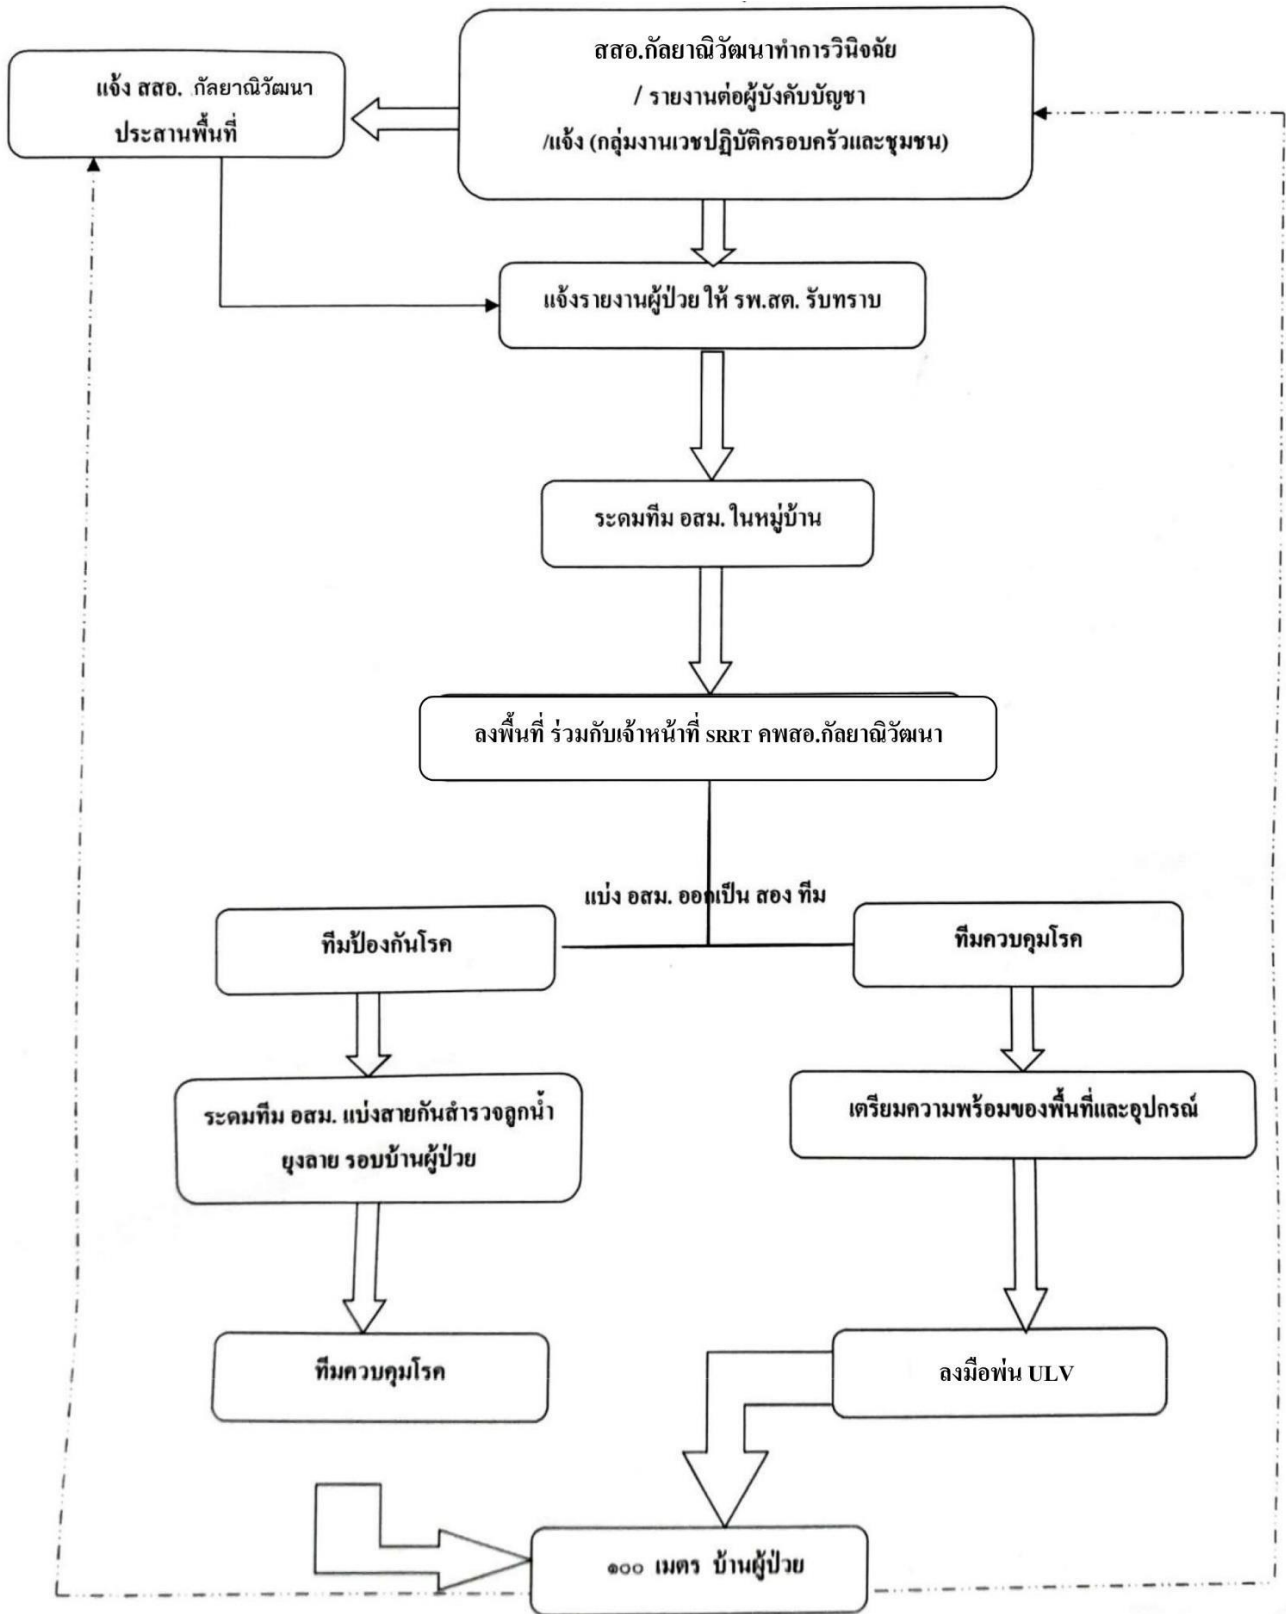 สสอ.กัลยาณิวัฒนาทำการวินิจฉัย
/ รายงานต่อผู้บังคับบัญชา
/แจ้ง (กลุ่มงานเวชปฏิบัติครอบครัวและชุมชน)
แจ้ง สสอ. กัลยาณิวัฒนา
ประสานพื้นที่
แจ้งรายงานผู้ป่วย ให้ รพ.สต. รับทราบ
ระดมทีม อสม. ในหมู่บ้าน
ลงพื้นที่ ร่วมกับเจ้าหน้าที่ SRRT คพสอ.กัลยาณิวัฒนา
แบ่ง อสม. ออกเป็น สอง ทีม
ทีมป้องกันโรค
ทีมควบคุมโรค
ระดมทีม อสม. แบ่งสายกันสำรวจลูกน้ำ
ยุงลาย รอบบ้านผู้ป่วย
เตรียมความพร้อมของพื้นที่และอุปกรณ์
ทีมควบคุมโรค
ลงมือพ่น ULV
๑๐๐ เมตร บ้านผู้ป่วย